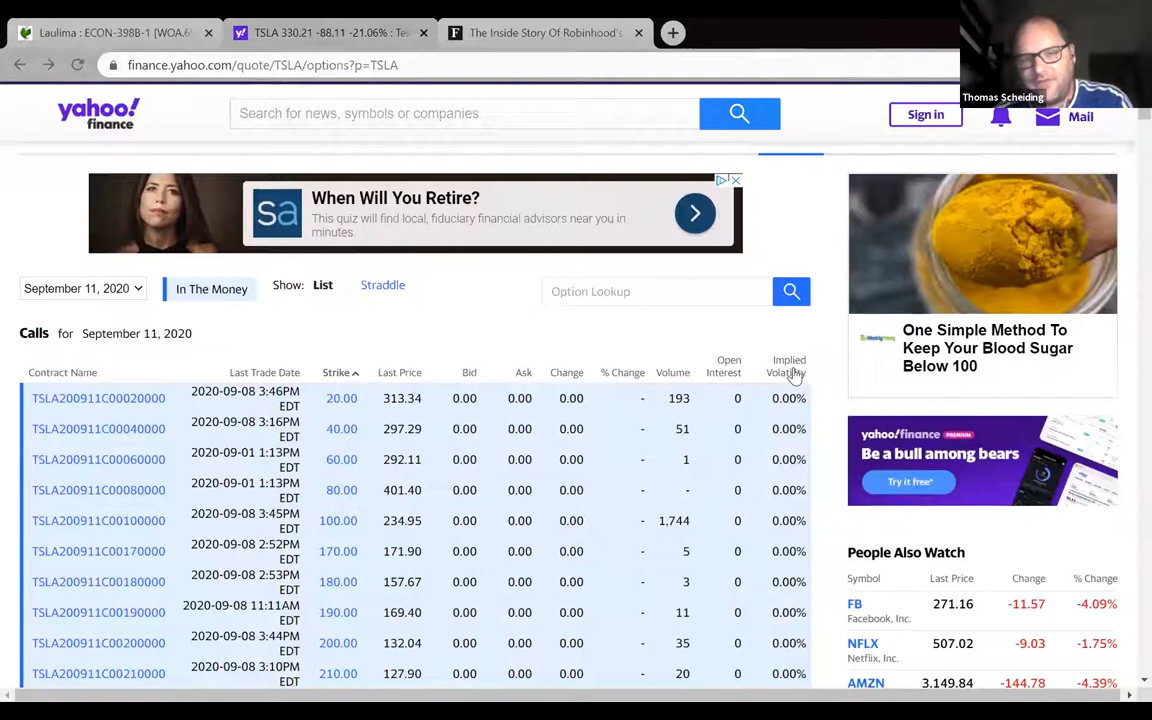 Laulima : ECON-398B-1 [WOA.6
TSLA 330.21 -88.11 -21.06% : Tes
The Inside Story Of Robinhood's
finance.yahoo.com/quote/TSLA/options?p=TSLA
Thomas Scheiding
yahoo!
finance
Search for news, symbols or companies
Sign in
Mail
When Will You Retire?
This quiz will find local, fiduciary financial advisors near you in
minutes.
sa
September 11, 2020
In The Money
Show: List Straddle
Option Lookup
Calls for September 11, 2020
Contract Name Last Trade Date Strike Last Price Bid Ask Change % Change Volume Open Interest Implied Volatility
TSLA200911C00020000 2020-09-08 3:46PM EDT 20.00 313.34 0.00 0.00 0.00 - 193 0 0.00%
TSLA200911C00040000 2020-09-08 3:16PM EDT 40.00 297.29 0.00 0.00 0.00 - 51 0 0.00%
TSLA200911C00060000 2020-09-01 1:13PM EDT 60.00 292.11 0.00 0.00 0.00 - 1 0 0.00%
TSLA200911C00080000 2020-09-01 1:13PM EDT 80.00 401.40 0.00 0.00 0.00 - - 0 0.00%
TSLA200911C00100000 2020-09-08 3:45PM EDT 100.00 234.95 0.00 0.00 0.00 - 1,744 0 0.00%
TSLA200911C00170000 2020-09-08 2:52PM EDT 170.00 171.90 0.00 0.00 0.00 - 5 0 0.00%
TSLA200911C00180000 2020-09-08 2:53PM EDT 180.00 157.67 0.00 0.00 0.00 - 3 0 0.00%
TSLA200911C00190000 2020-09-08 11:11AM EDT 190.00 169.40 0.00 0.00 0.00 - 11 0 0.00%
TSLA200911C00200000 2020-09-08 3:44PM EDT 200.00 132.04 0.00 0.00 0.00 - 35 0 0.00%
TSLA200911C00210000 2020-09-08 3:10PM EDT 210.00 127.90 0.00 0.00 0.00 - 20 0 0.00%
One Simple Method To
Keep Your Blood Sugar
Below 100
yahoo!finance PREMIUM
Be a bull among bears
Try it free*
People Also Watch
Symbol Last Price Change % Change
FB 271.16 -11.57 -4.09%
Facebook, Inc.
NFLX 507.02 -9.03 -1.75%
Netflix, Inc.
AMZN 3,149.84 -144.78 -4.39%